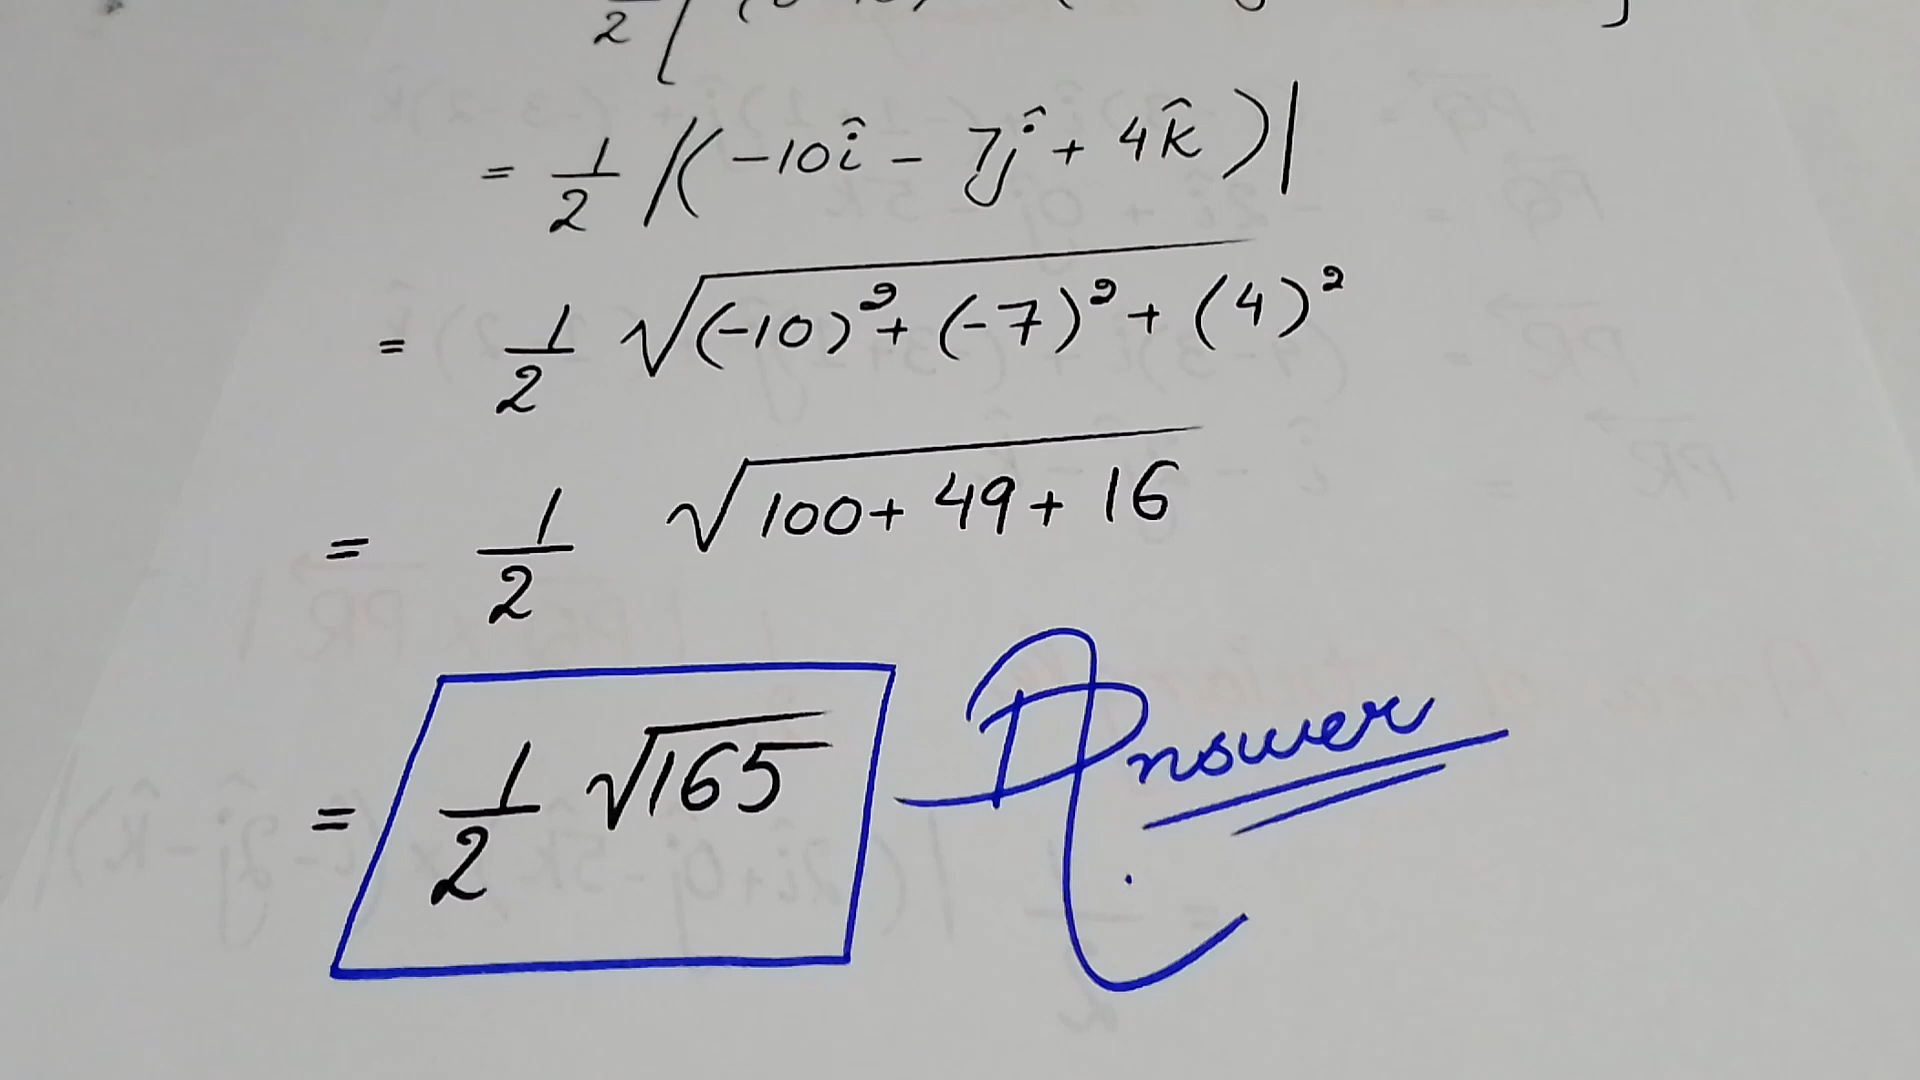 = 1/2 |(-10î - 7ĵ + 4k̂)|
= 1/2 √(-10)² + (-7)² + (4)²
= 1/2 √100 + 49 + 16
= 1/2 √165 Answer